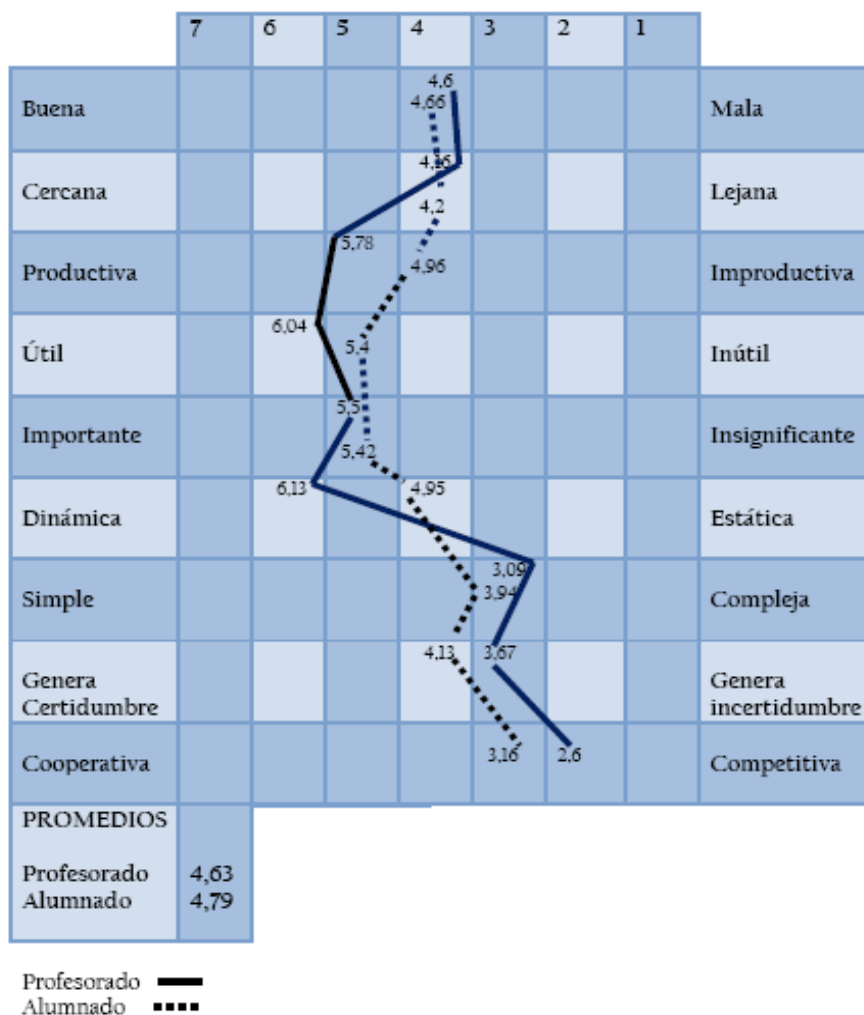 7 6 5 4 3 2 1
4,6
Buena 4,66 Mala
4,15
Cercana 4,2 Lejana
5,78
Productiva 4,96 Improductiva
6,04
Útil 5,4 Inútil
5,5
Importante 5,42 Insignificante
6,13 4,95
Dinámica Estática
3,09
Simple 3,94 Compleja
4,13 3,67
Genera Genera
Certidumbre incertidumbre
3,16 2,6
Cooperativa Competitiva
PROMEDIOS
Profesorado 4,63
Alumnado 4,79
Profesorado
Alumnado